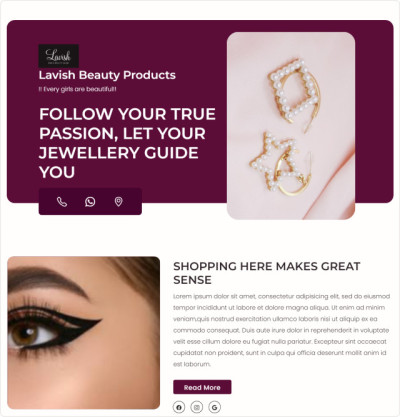 Lavish
Lavish Beauty Products
!! Every girls are beautiful!!
FOLLOW YOUR TRUE
PASSION, LET YOUR
JEWELLERY GUIDE
YOU
SHOPPING HERE MAKES GREAT
SENSE
Lorem ipsum dolor sit amet, consectetur adipisicing elit, sed do eiusmod
tempor incididunt ut labore et dolore magna aliqua. Ut enim ad minim
veniam,quis nostrud exercitation ullamco laboris nisi ut aliquip ex ea
commodo consequat. Duis aute irure dolor in reprehenderit in voluptate
velit esse cillum dolore eu fugiat nulla pariatur. Excepteur sint occaecat
cupidatat non proident, sunt in culpa qui officia deserunt mollit anim id
est laborum.
Read More